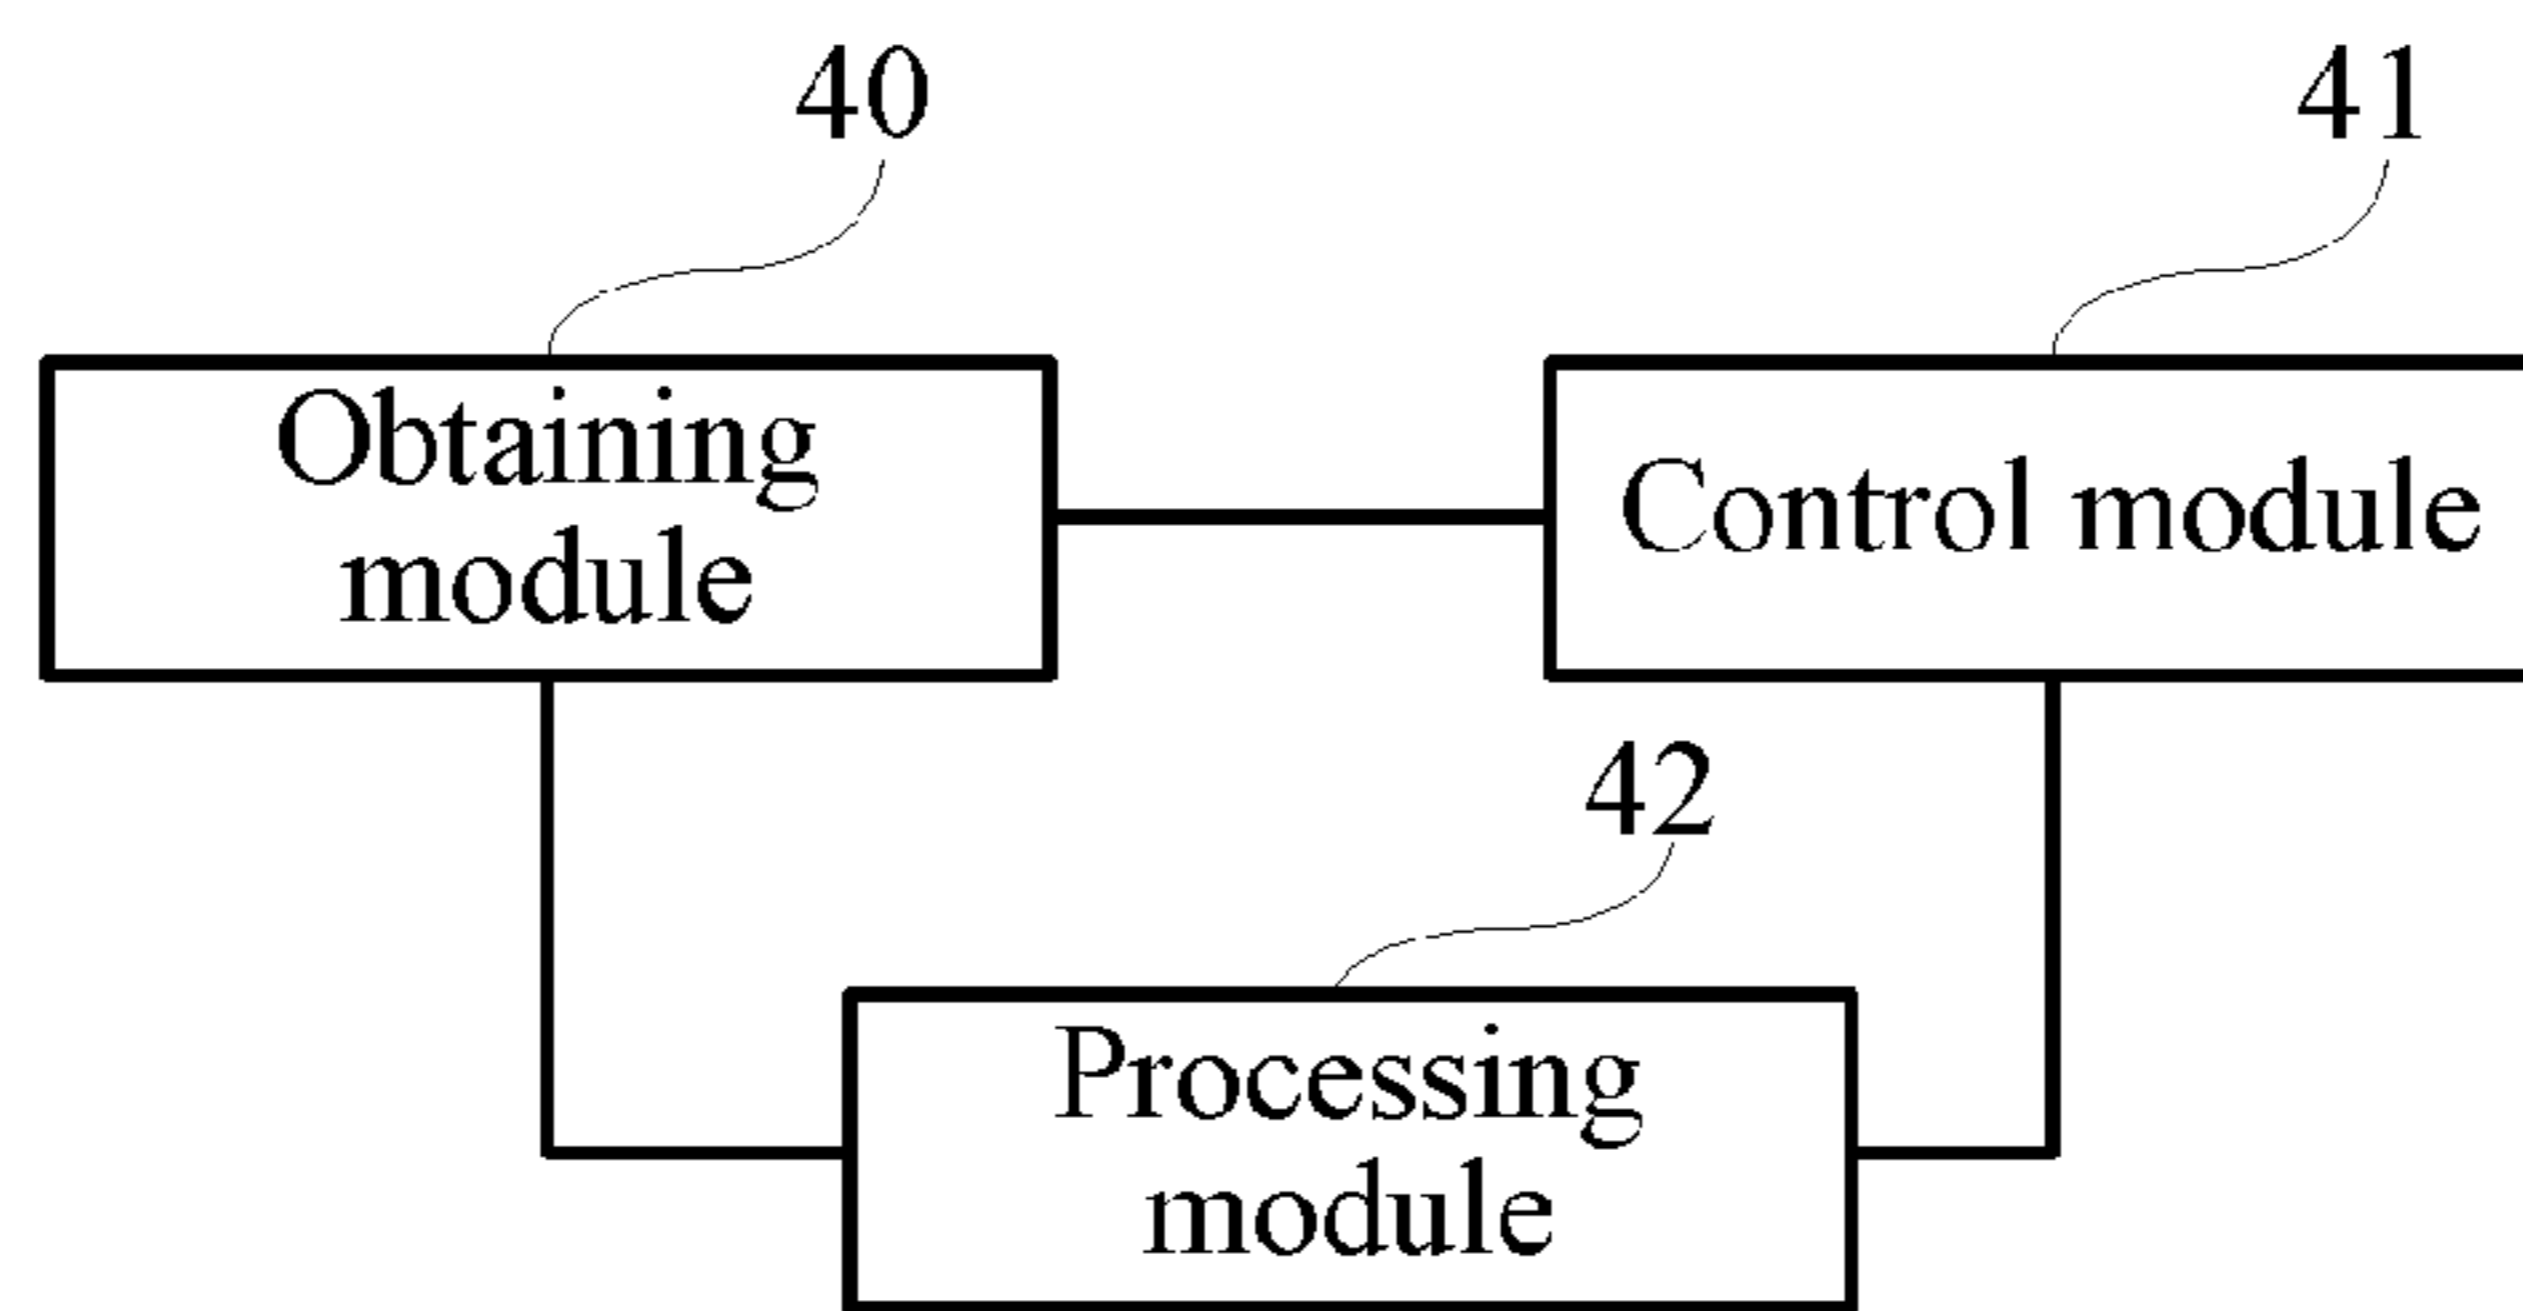 40
41
Obtaining
module
Control module
42
Processing
module